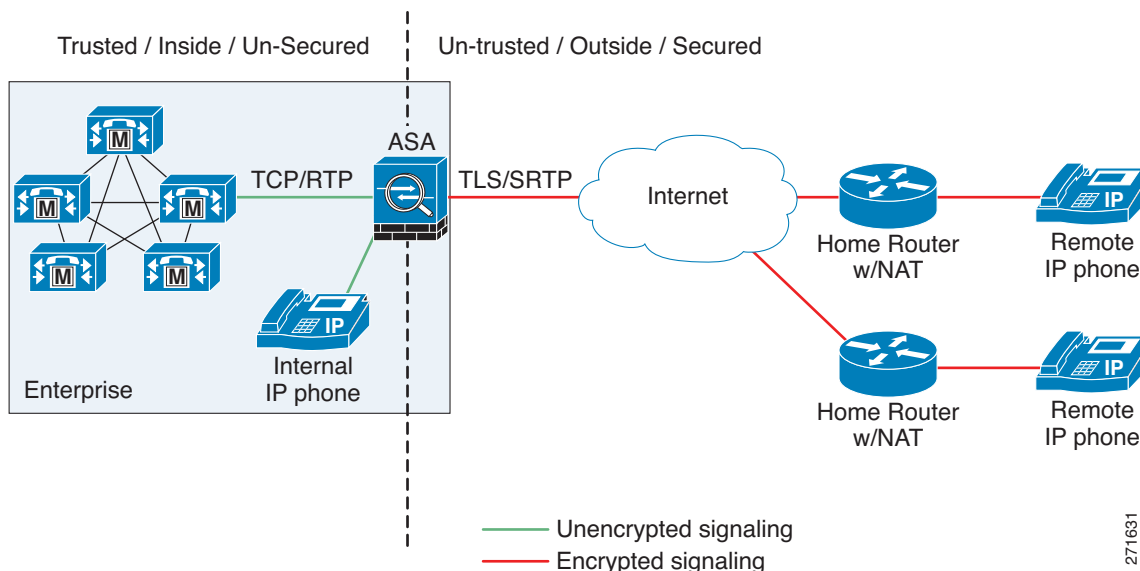 Trusted / Inside / Un-Secured
Un-trusted / Outside / Secured
M
M
M
M
M
TCP/RTP
ASA
TLS/SRTP
Internet
IP
Internal
IP phone
Enterprise
Home Router
w/NAT
IP
Remote
IP phone
Home Router
w/NAT
IP
Remote
IP phone
Unencrypted signaling
Encrypted signaling
271631